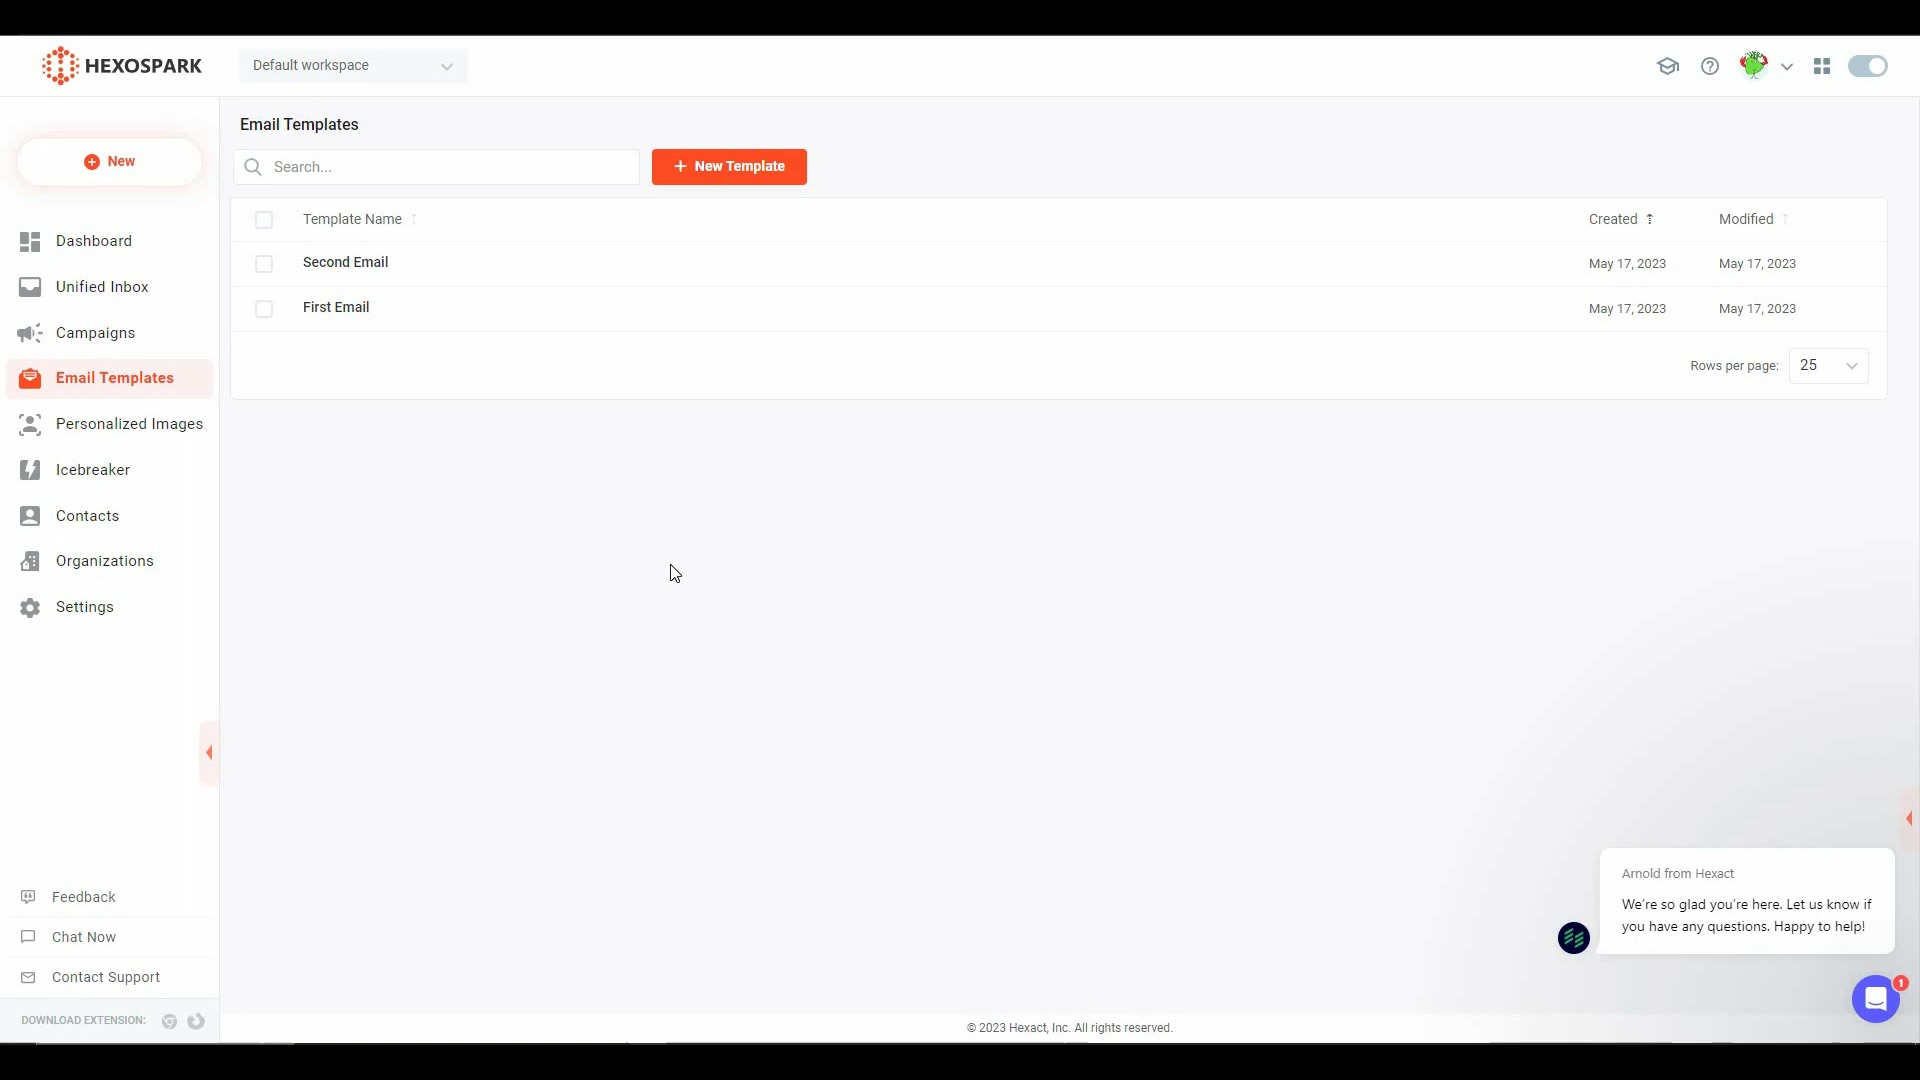 HEXOSPARK
Default workspace
New
Dashboard
Unified Inbox
Campaigns
Email Templates
Personalized Images
Icebreaker
Contacts
Organizations
Settings
Feedback
Chat Now
Contact Support
DOWNLOAD EXTENSION:
Email Templates
Search...
+ New Template
Template Name Created Modified
Second Email May 17, 2023 May 17, 2023
First Email May 17, 2023 May 17, 2023
Rows per page: 25
Arnold from Hexact
We're so glad you're here. Let us know if
you have any questions. Happy to help!
1
© 2023 Hexact, Inc. All rights reserved.